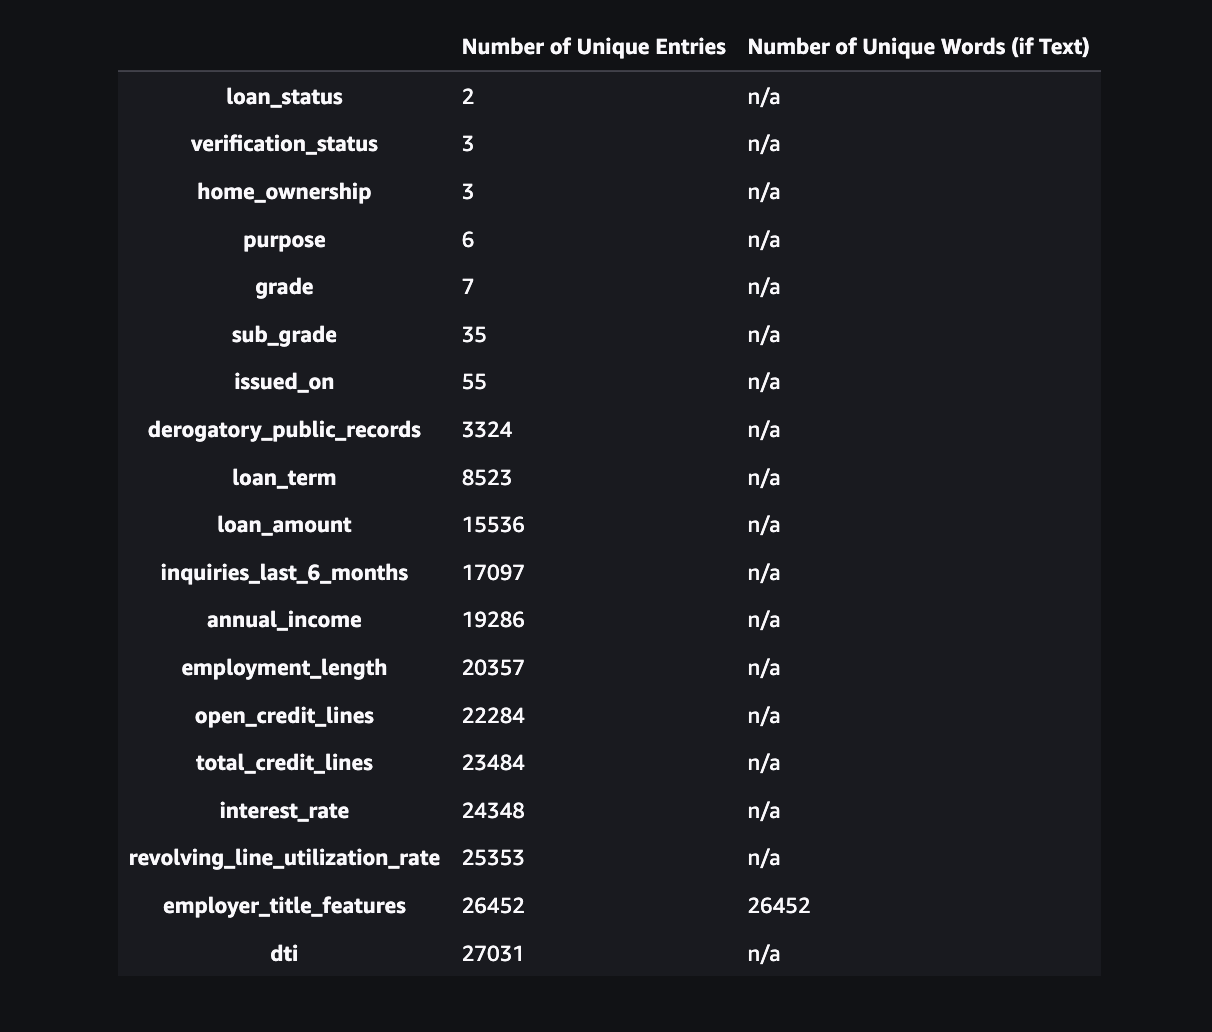 Number of Unique Entries Number of Unique Words (if Text)
loan_status 2 n/a
verification_status 3 n/a
home_ownership 3 n/a
purpose 6 n/a
grade 7 n/a
sub_grade 35 n/a
issued_on 55 n/a
derogatory_public_records 3324 n/a
loan_term 8523 n/a
loan_amount 15536 n/a
inquiries_last_6_months 17097 n/a
annual_income 19286 n/a
employment_length 20357 n/a
open_credit_lines 22284 n/a
total_credit_lines 23484 n/a
interest_rate 24348 n/a
revolving_line_utilization_rate 25353 n/a
employer_title_features 26452 26452
dti 27031 n/a